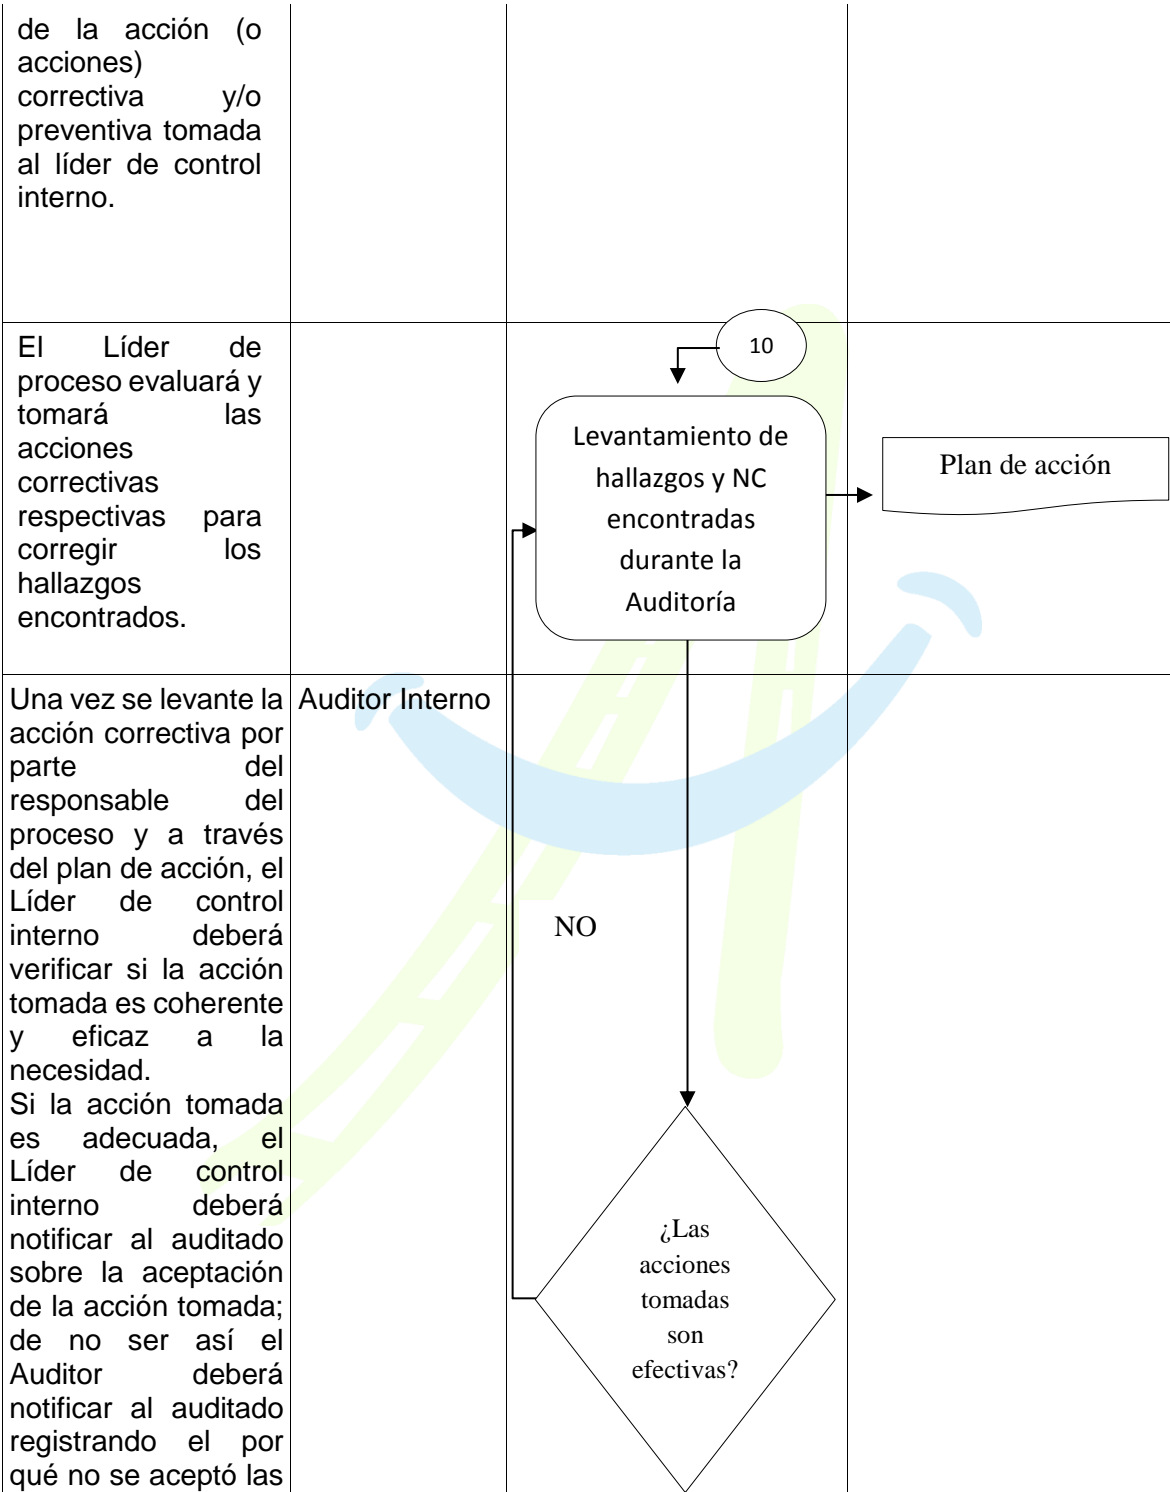 de la acción (o
acciones)
correctiva y/o
preventiva tomada
al líder de control
interno.
El Líder de
proceso evaluará y
tomará las
acciones
correctivas
respectivas para
corregir los
hallazgos
encontrados.
10
Levantamiento de
hallazgos y NC
encontradas
durante la
Auditoría
Plan de acción
Una vez se levante la
acción correctiva por
parte del
responsable del
proceso y a través
del plan de acción, el
Líder de control
interno deberá
verificar si la acción
tomada es coherente
y eficaz a la
necesidad.
Si la acción tomada
es adecuada, el
Líder de control
interno deberá
notificar al auditado
sobre la aceptación
de la acción tomada;
de no ser así el
Auditor deberá
notificar al auditado
registrando el por
qué no se aceptó las
Auditor Interno
NO
¿Las
acciones
tomadas
son
efectivas?